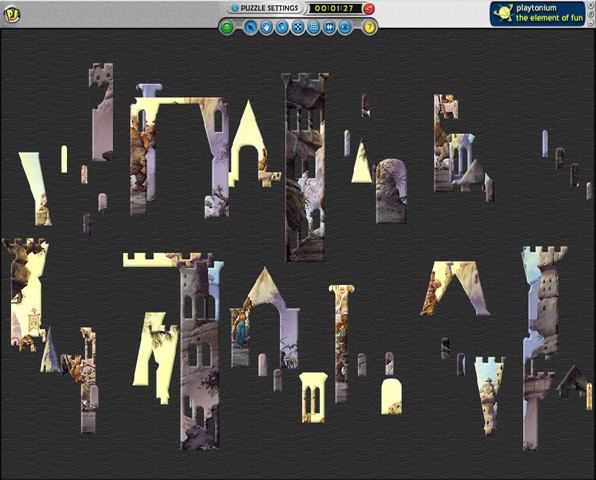 PUZZLE SETTINGS
00:01:27
playtonium
the element of fun
?